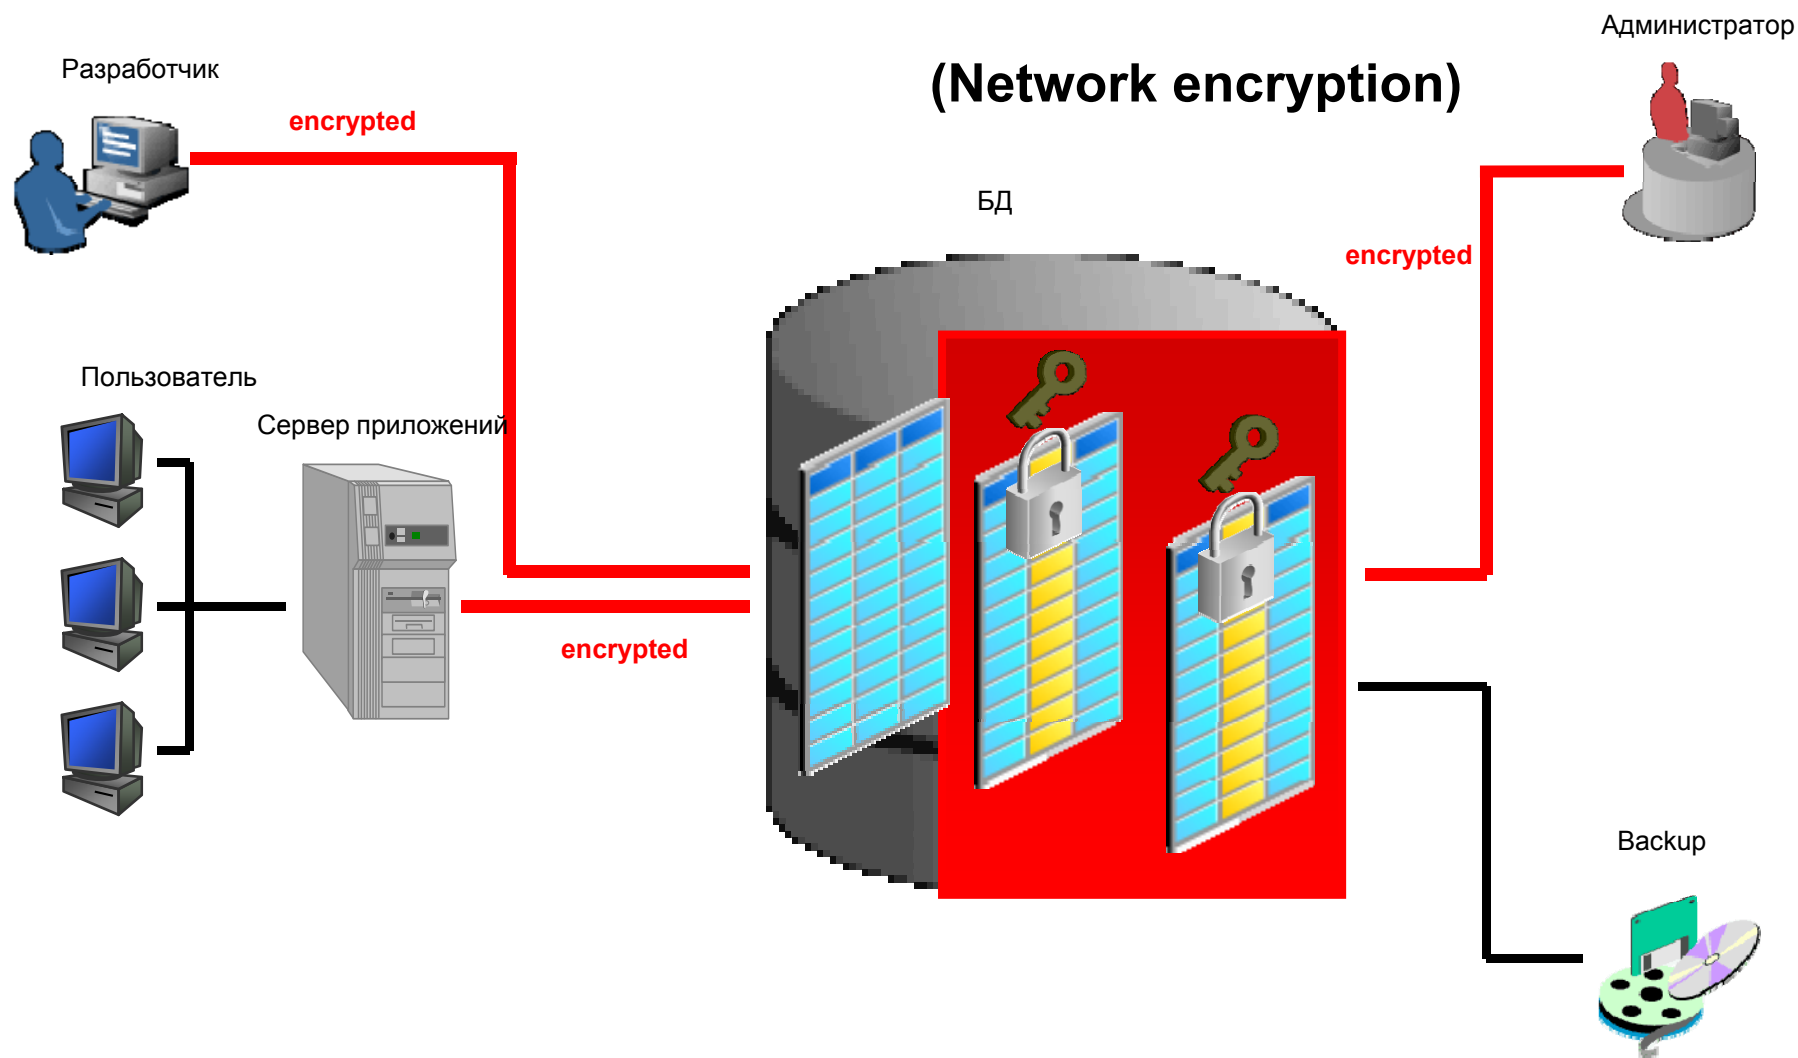 Администратор
Разработчик
(Network encryption)
encrypted
БД
encrypted
Пользователь
Сервер приложений
encrypted
Backup